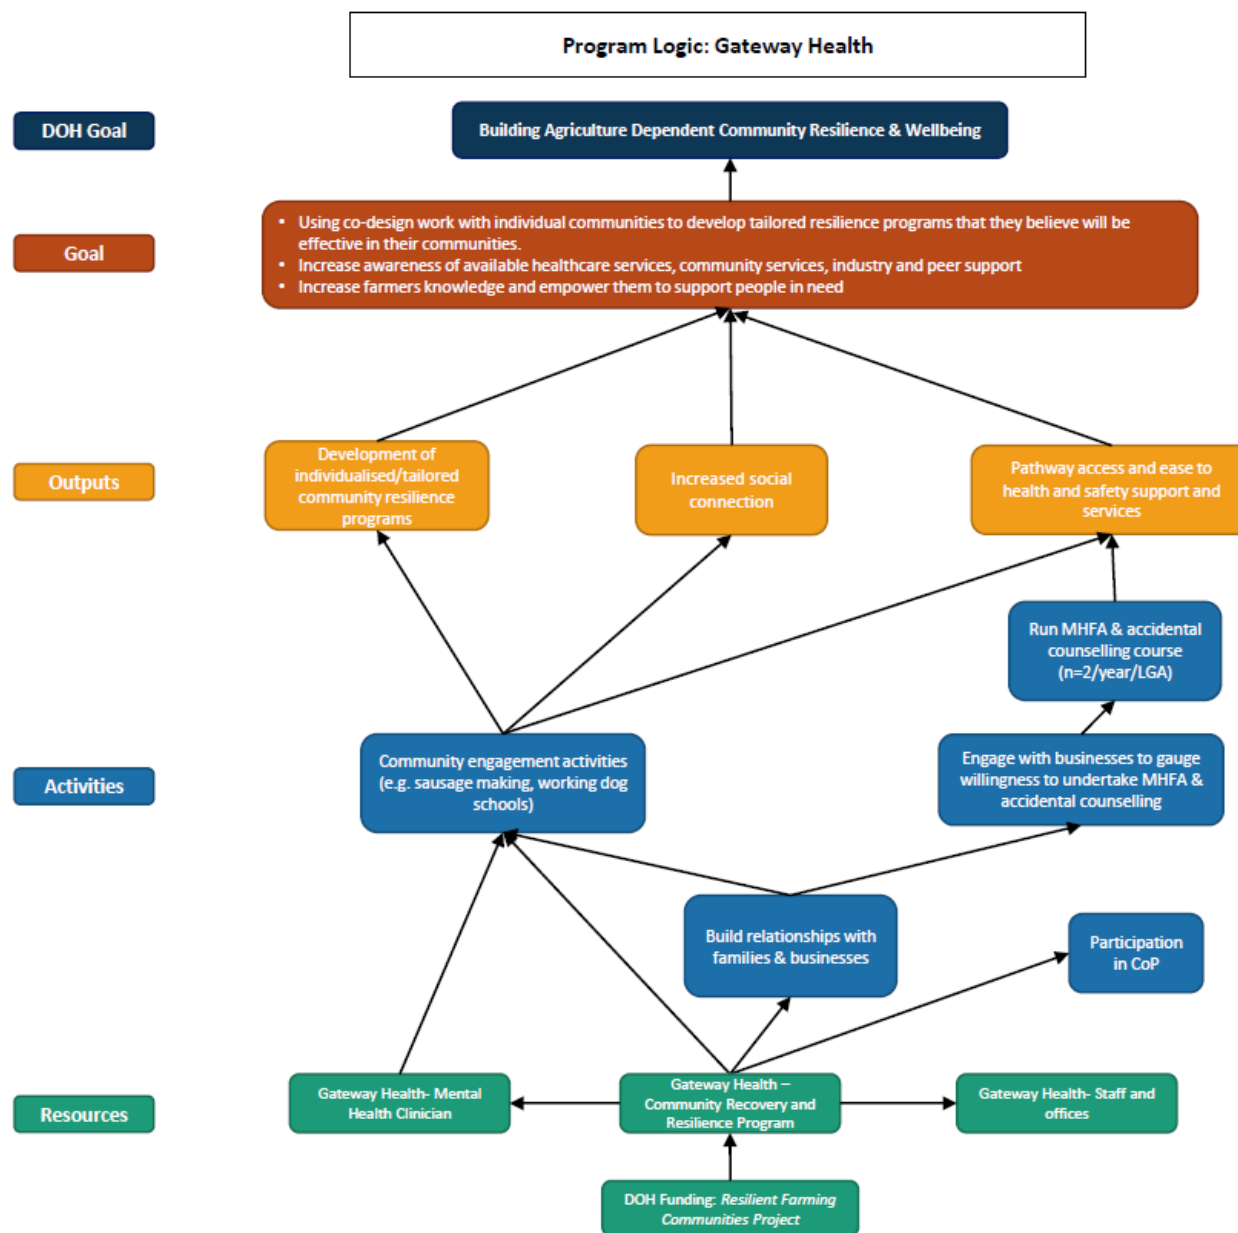 Program Logic: Gateway Health
DOH Goal
Building Agriculture Dependent Community Resilience & Wellbeing
Goal
• Using co-design work with individual communities to develop tailored resilience programs that they believe will be
effective in their communities.
• Increase awareness of available healthcare services, community services, industry and peer support
• Increase farmers knowledge and empower them to support people in need
Outputs
Development of
individualised/tailored
community resilience
programs
Increased social
connection
Pathway access and ease to
health and safety support and
services
Run MHFA & accidental
counselling course
(n=2/year/LGA)
Activities
Community engagement activities
(e.g. sausage making, working dog
schools)
Engage with businesses to gauge
willingness to undertake MHFA &
accidental counselling
Build relationships with
families & businesses
Participation
in CoP
Resources
Gateway Health- Mental
Health Clinician
Gateway Health –
Community Recovery and
Resilience Program
Gateway Health- Staff and
offices
DOH Funding: Resilient Farming
Communities Project